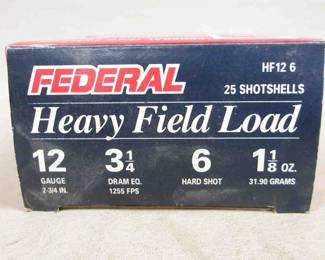 HF12 6
FEDERAL
25 SHOTSHELLS
Heavy Field Load
12 3 1/4 6 1 1/8 OZ.
GAUGE DRAM EQ. HARD SHOT 31.90 GRAMS
2-3/4 IN. 1255 FPS